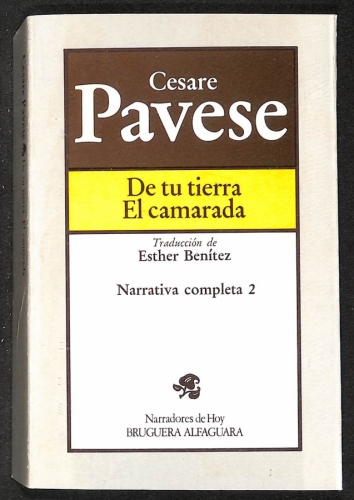 Cesare
Pavese
De tu tierra
El camarada
Traducción de
Esther Benítez
Narrativa completa 2
Narradores de Hoy
BRUGUERA ALFAGUARA